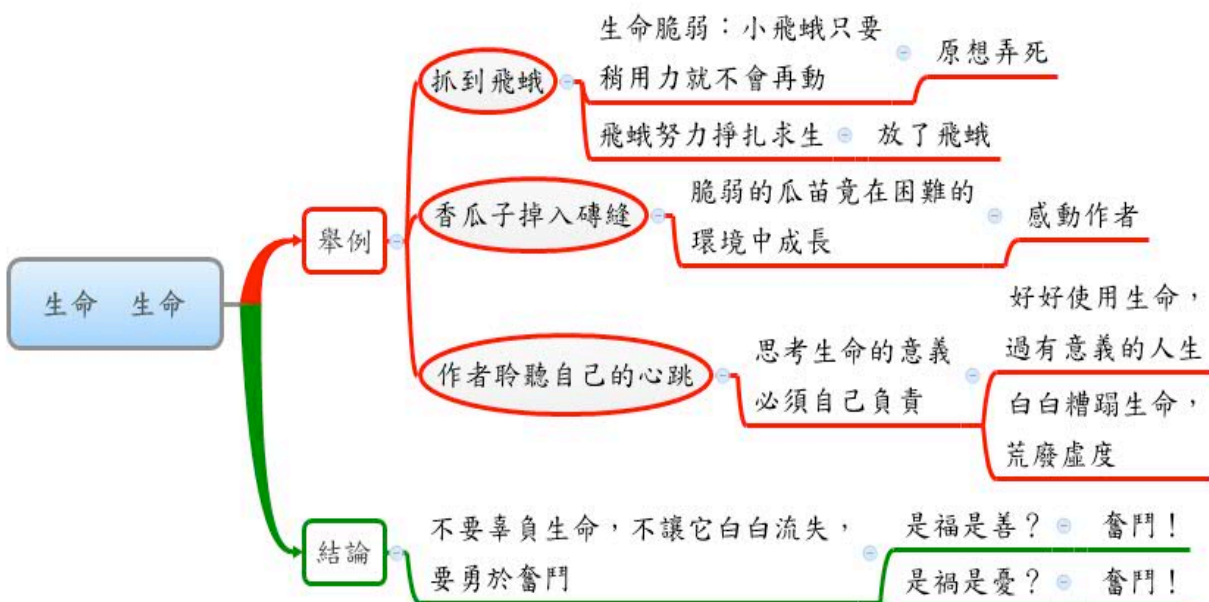 生命　生命
舉例
抓到飛蛾
生命脆弱：小飛蛾只要
稍用力就不會再動
原想弄死
飛蛾努力掙扎求生
放了飛蛾
香瓜子掉入磚縫
脆弱的瓜苗竟在困難的
環境中成長
感動作者
作者聆聽自己的心跳
思考生命的意義
必須自己負責
好好使用生命，
過有意義的人生
白白糟蹋生命，
荒廢虛度
結論
不要辜負生命，不讓它白白流失，
要勇於奮鬥
是福是善？
奮鬥！
是禍是憂？
奮鬥！